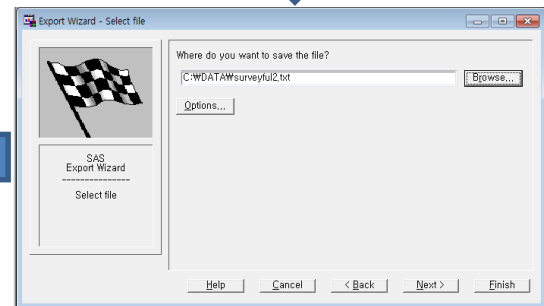 Export Wizard - Select file
Where do you want to save the file?
C:₩DATA₩surveyful2.txt
Browse...
Options...
SAS
Export Wizard
---------------
Select file
Help
Cancel
< Back
Next >
Finish